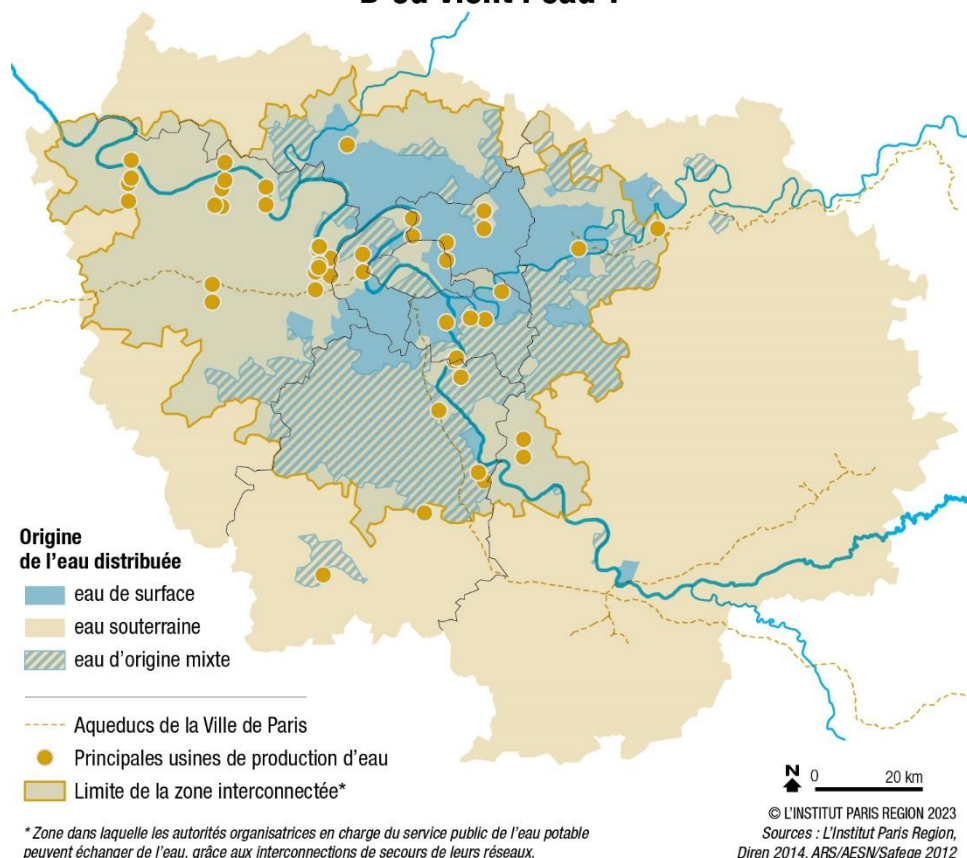 D'où vient l'eau ?
Origine
de l'eau distribuée
eau de surface
eau souterraine
eau d'origine mixte
Aqueducs de la Ville de Paris
Principales usines de production d'eau
Limite de la zone interconnectée*
* Zone dans laquelle les autorités organisatrices en charge du service public de l'eau potable
peuvent échanger de l'eau, grâce aux interconnections de secours de leurs réseaux.
N 0 20 km
© L'INSTITUT PARIS REGION 2023
Sources : L'Institut Paris Region,
Diren 2014, ARS/AESN/Safege 2012